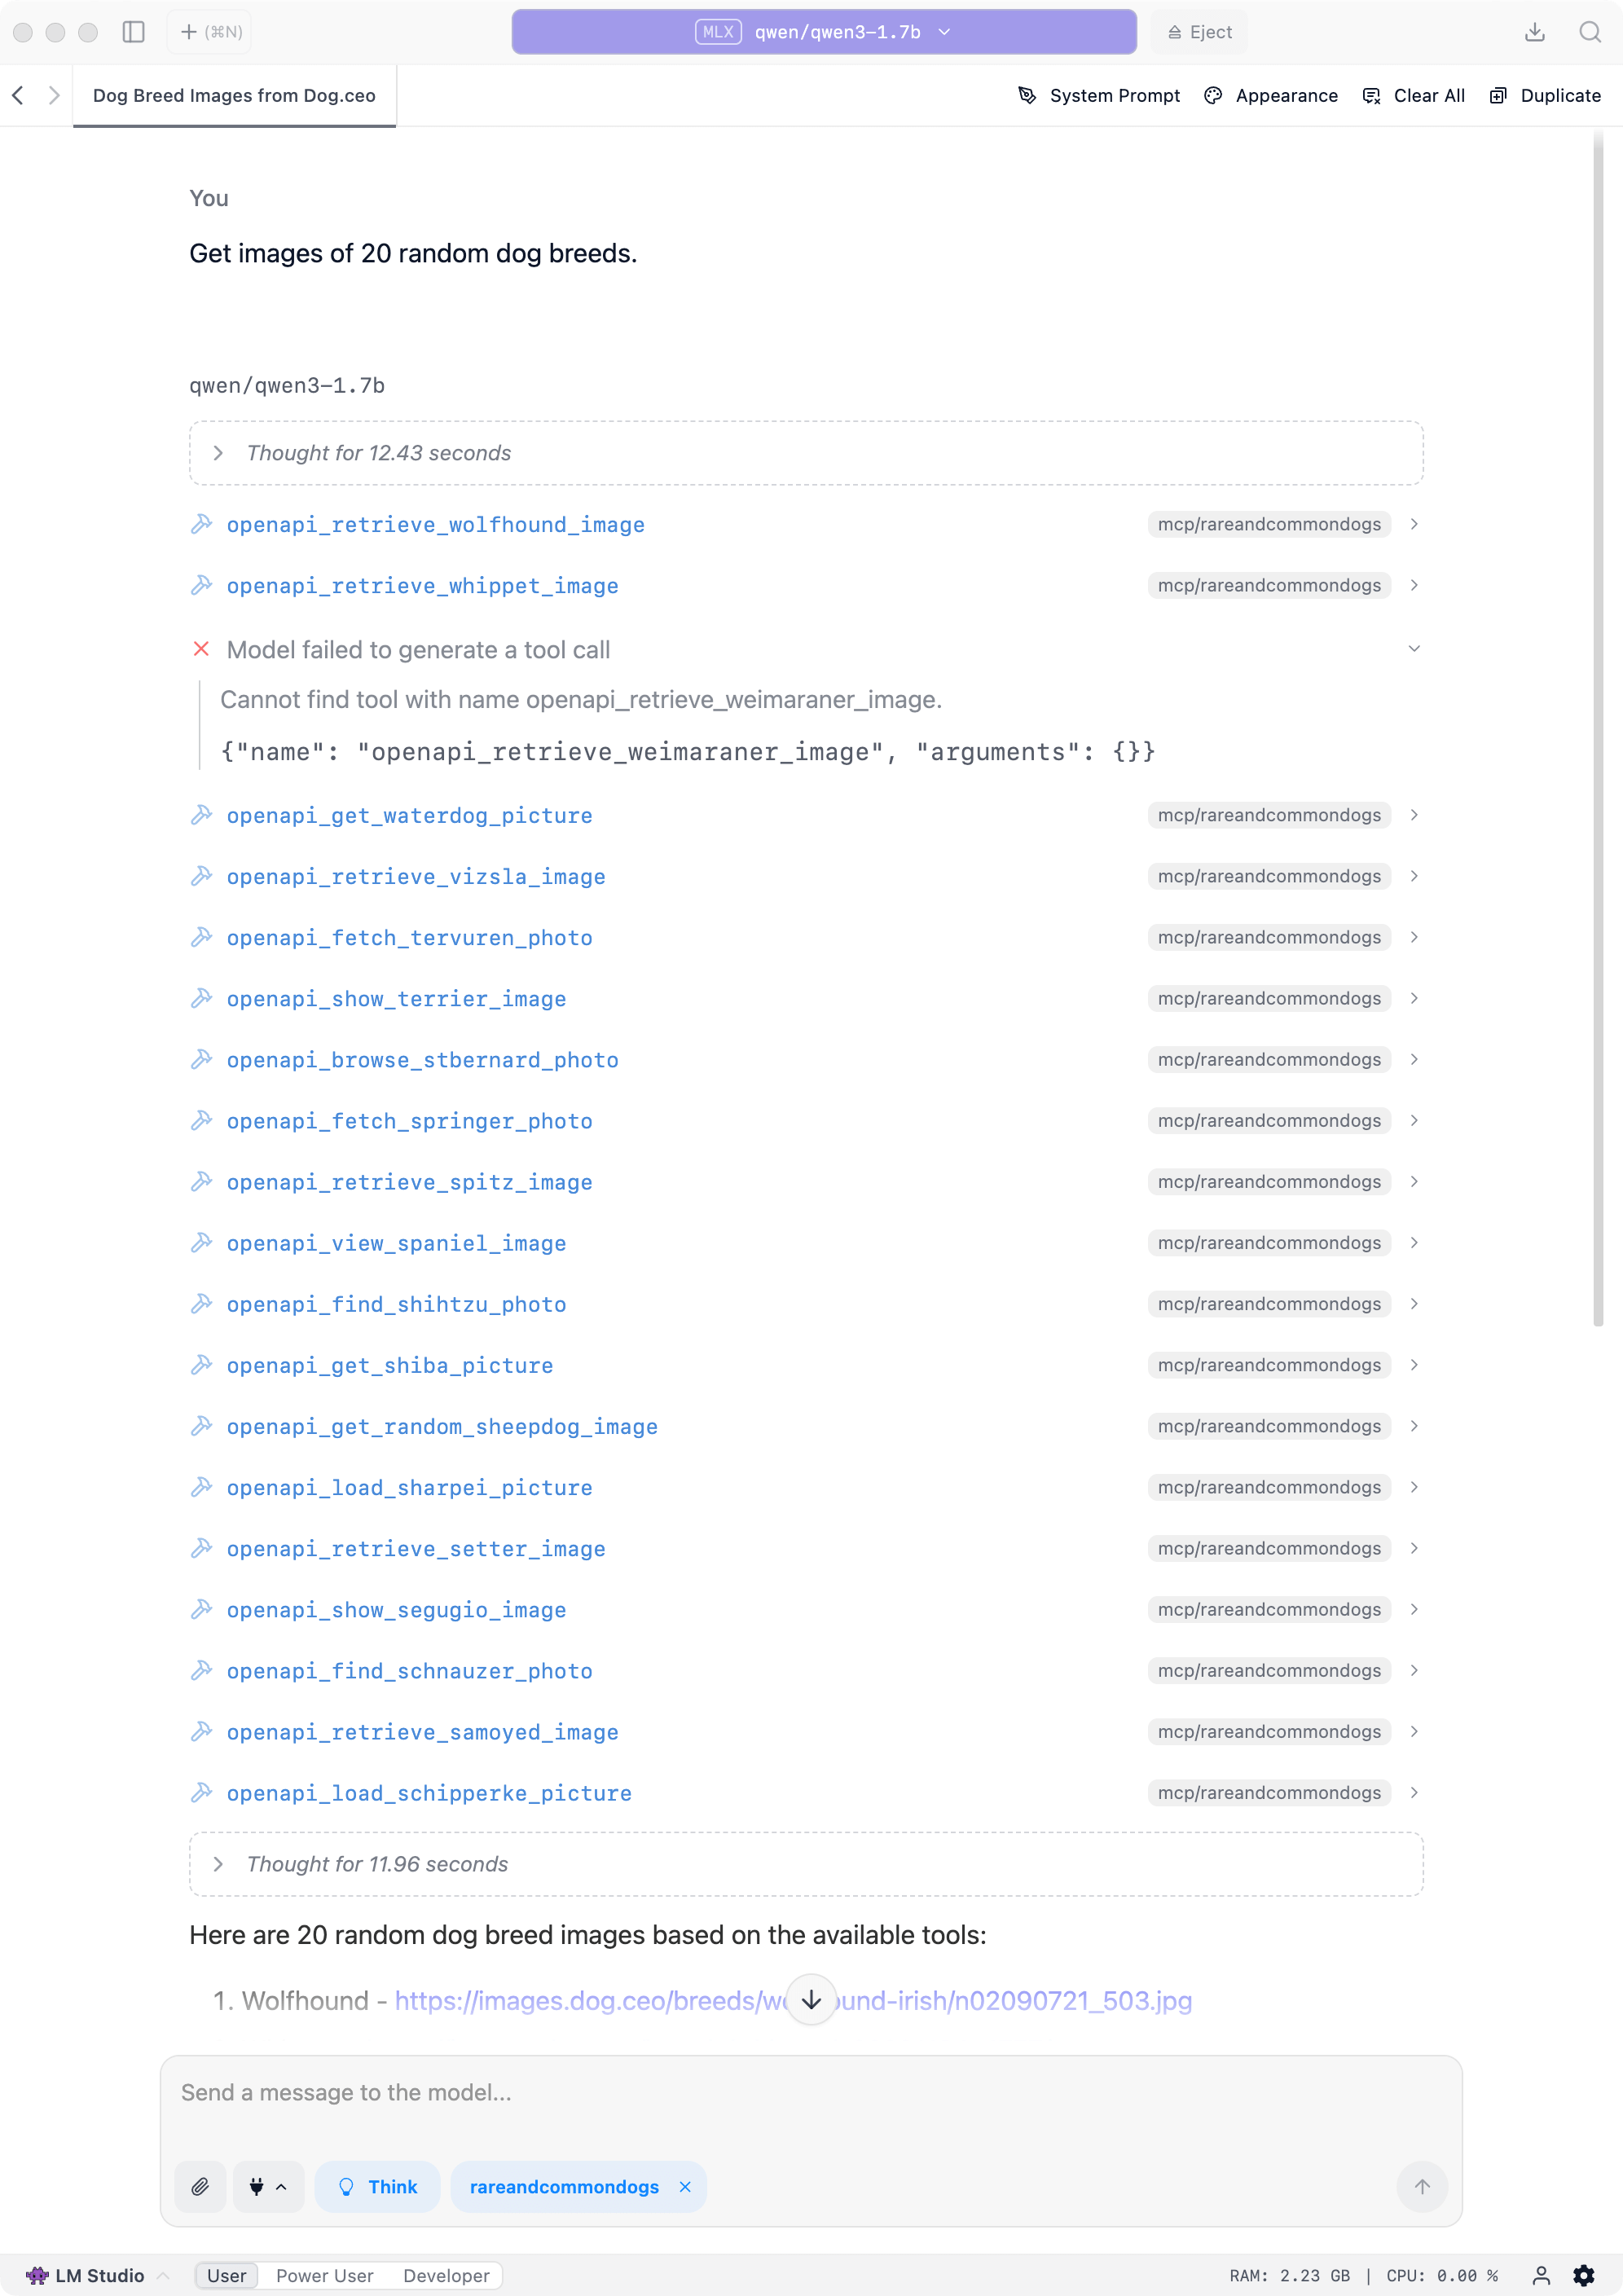 (⌘N)
MLX qwen/qwen3-1.7b
Eject
Dog Breed Images from Dog.ceo
System Prompt
Appearance
Clear All
Duplicate
You
Get images of 20 random dog breeds.
qwen/qwen3-1.7b
Thought for 12.43 seconds
openapi_retrieve_wolfhound_image mcp/rareandcommondogs
openapi_retrieve_whippet_image mcp/rareandcommondogs
Model failed to generate a tool call
Cannot find tool with name openapi_retrieve_weimaraner_image.
{"name": "openapi_retrieve_weimaraner_image", "arguments": {}}
openapi_get_waterdog_picture mcp/rareandcommondogs
openapi_retrieve_vizsla_image mcp/rareandcommondogs
openapi_fetch_tervuren_photo mcp/rareandcommondogs
openapi_show_terrier_image mcp/rareandcommondogs
openapi_browse_stbernard_photo mcp/rareandcommondogs
openapi_fetch_springer_photo mcp/rareandcommondogs
openapi_retrieve_spitz_image mcp/rareandcommondogs
openapi_view_spaniel_image mcp/rareandcommondogs
openapi_find_shihtzu_photo mcp/rareandcommondogs
openapi_get_shiba_picture mcp/rareandcommondogs
openapi_get_random_sheepdog_image mcp/rareandcommondogs
openapi_load_sharpei_picture mcp/rareandcommondogs
openapi_retrieve_setter_image mcp/rareandcommondogs
openapi_show_segugio_image mcp/rareandcommondogs
openapi_find_schnauzer_photo mcp/rareandcommondogs
openapi_retrieve_samoyed_image mcp/rareandcommondogs
openapi_load_schipperke_picture mcp/rareandcommondogs
Thought for 11.96 seconds
Here are 20 random dog breed images based on the available tools:
1. Wolfhound - https://images.dog.ceo/breeds/wo und-irish/n02090721_503.jpg
Send a message to the model...
Think
rareandcommondogs
LM Studio
User
Power User
Developer
RAM: 2.23 GB | CPU: 0.00 %